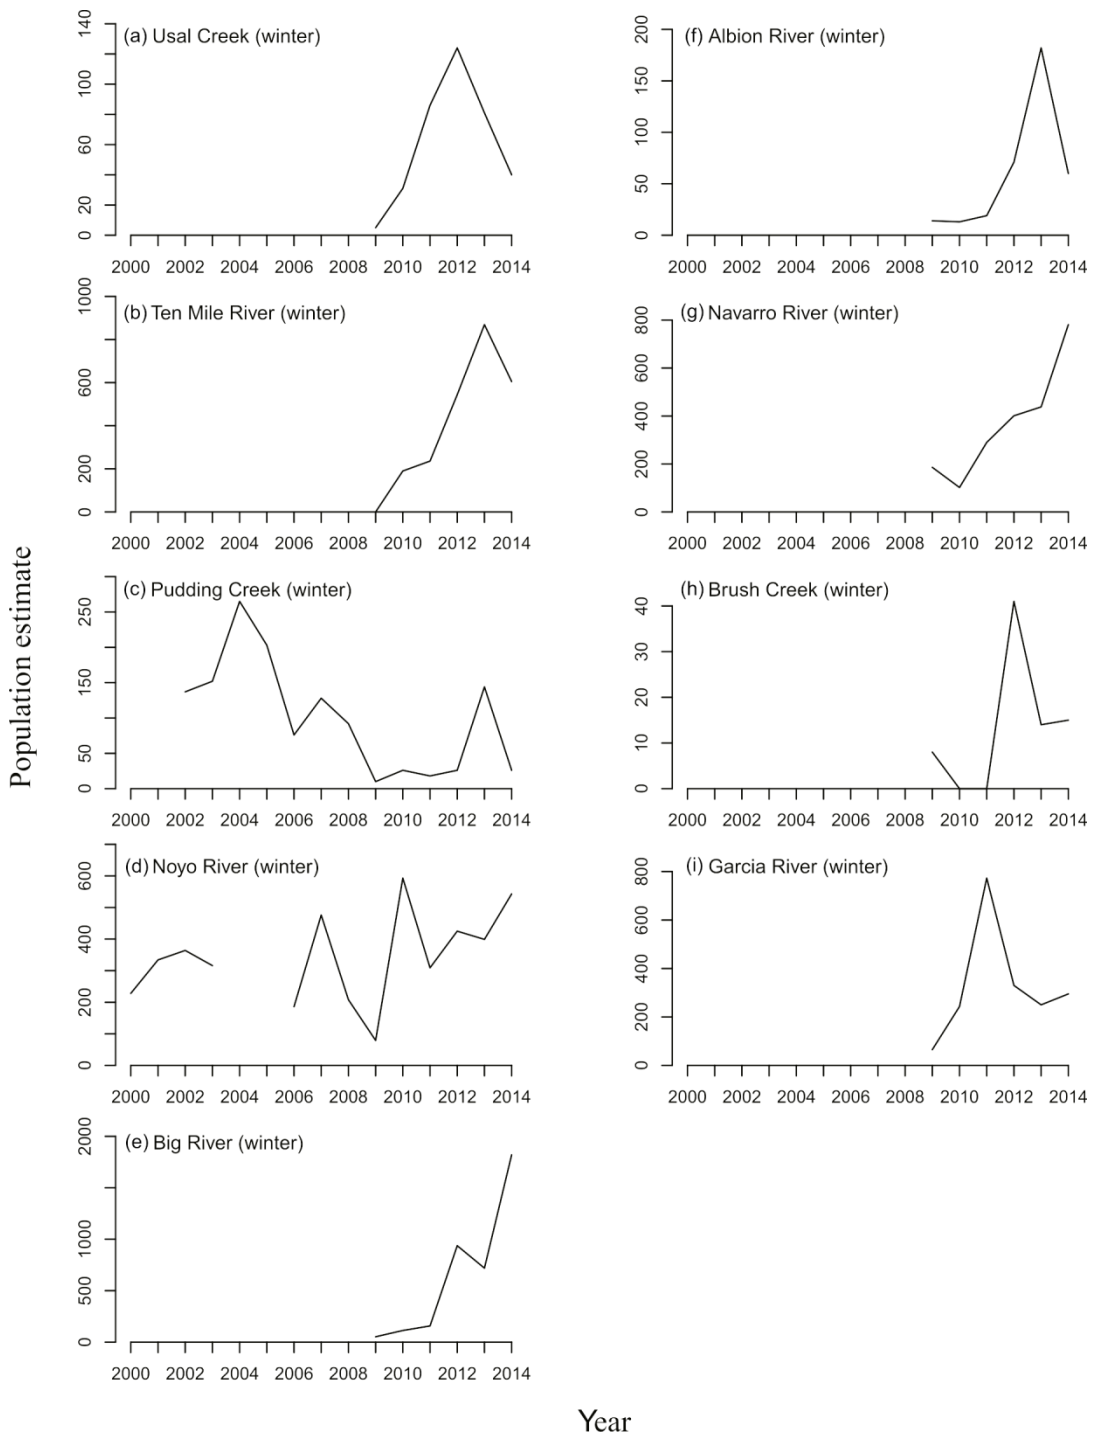 Population estimate
(a) Usal Creek (winter)
140
100
60
20
0
2000 2002 2004 2006 2008 2010 2012 2014
(b) Ten Mile River (winter)
1000
600
200
0
2000 2002 2004 2006 2008 2010 2012 2014
(c) Pudding Creek (winter)
250
150
50
0
2000 2002 2004 2006 2008 2010 2012 2014
(d) Noyo River (winter)
600
400
200
0
2000 2002 2004 2006 2008 2010 2012 2014
(e) Big River (winter)
2000
1000
500
0
2000 2002 2004 2006 2008 2010 2012 2014
(f) Albion River (winter)
200
150
100
50
0
2000 2002 2004 2006 2008 2010 2012 2014
(g) Navarro River (winter)
800
600
400
200
0
2000 2002 2004 2006 2008 2010 2012 2014
(h) Brush Creek (winter)
40
30
20
10
0
2000 2002 2004 2006 2008 2010 2012 2014
(i) Garcia River (winter)
800
600
400
200
0
2000 2002 2004 2006 2008 2010 2012 2014
Year